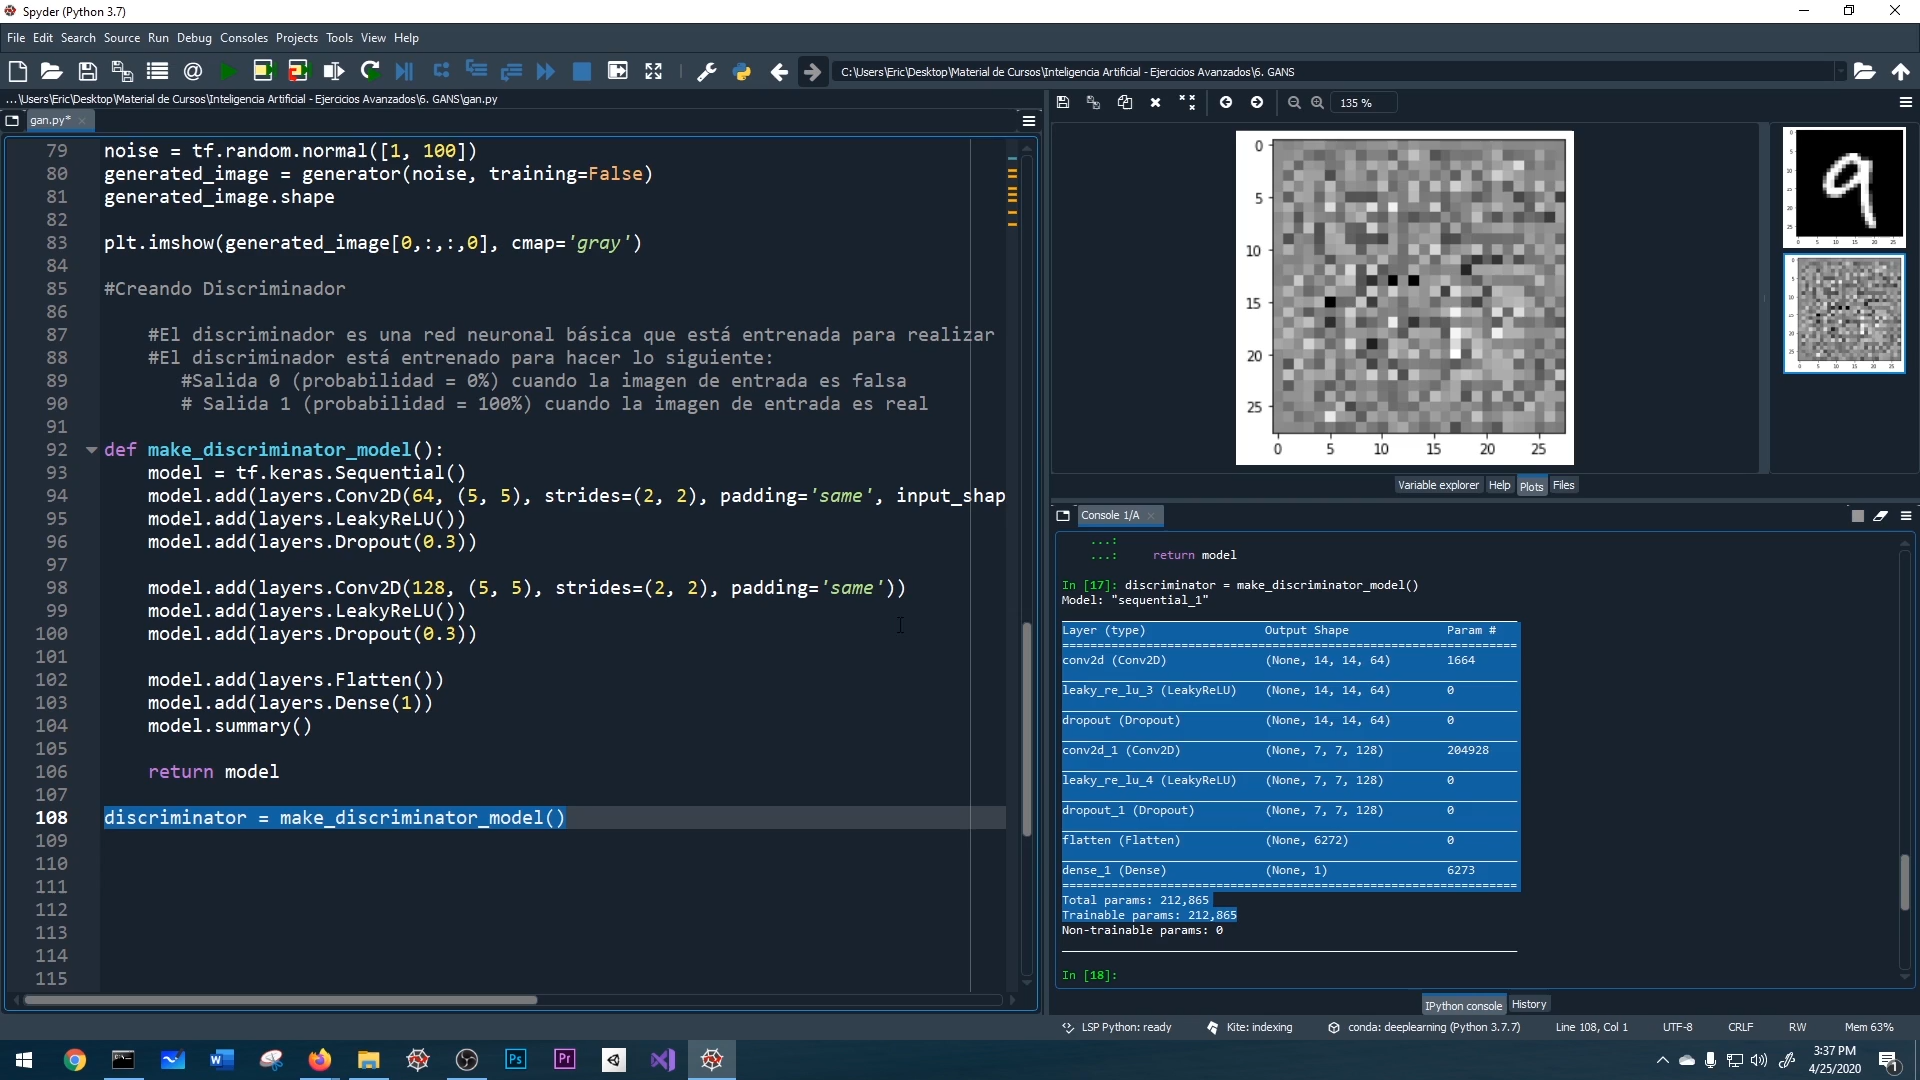 Spyder (Python 3.7)
File Edit Search Source Run Debug Consoles Projects Tools View Help
C:\Users\Eric\Desktop\Material de Cursos\Inteligencia Artificial - Ejercicios Avanzados\6. GANS
...\Users\Eric\Desktop\Material de Cursos\Inteligencia Artificial - Ejercicios Avanzados\6. GANS\gan.py
gan.py*
79 noise = tf.random.normal([1, 100])
80 generated_image = generator(noise, training=False)
81 generated_image.shape
82
83 plt.imshow(generated_image[0,:,:,0], cmap='gray')
84
85 #Creando Discriminador
86
87 #El discriminador es una red neuronal básica que está entrenada para realizar
88 #El discriminador está entrenado para hacer lo siguiente:
89 #Salida 0 (probabilidad = 0%) cuando la imagen de entrada es falsa
90 # Salida 1 (probabilidad = 100%) cuando la imagen de entrada es real
91
92 def make_discriminator_model():
93 model = tf.keras.Sequential()
94 model.add(layers.Conv2D(64, (5, 5), strides=(2, 2), padding='same', input_shap
95 model.add(layers.LeakyReLU())
96 model.add(layers.Dropout(0.3))
97
98 model.add(layers.Conv2D(128, (5, 5), strides=(2, 2), padding='same'))
99 model.add(layers.LeakyReLU())
100 model.add(layers.Dropout(0.3))
101
102 model.add(layers.Flatten())
103 model.add(layers.Dense(1))
104 model.summary()
105
106 return model
107
108 discriminator = make_discriminator_model()
109
110
111
112
113
114
115
135 %
0
5
10
15
20
25
0 5 10 15 20 25
Variable explorer Help Plots Files
Console 1/A
...:
...: return model
In [17]: discriminator = make_discriminator_model()
Model: "sequential_1"
Layer (type) Output Shape Param #
=================================================================
conv2d (Conv2D) (None, 14, 14, 64) 1664
leaky_re_lu_3 (LeakyReLU) (None, 14, 14, 64) 0
dropout (Dropout) (None, 14, 14, 64) 0
conv2d_1 (Conv2D) (None, 7, 7, 128) 204928
leaky_re_lu_4 (LeakyReLU) (None, 7, 7, 128) 0
dropout_1 (Dropout) (None, 7, 7, 128) 0
flatten (Flatten) (None, 6272) 0
dense_1 (Dense) (None, 1) 6273
=================================================================
Total params: 212,865
Trainable params: 212,865
Non-trainable params: 0
In [18]:
IPython console History
LSP Python: ready Kite: indexing conda: deeplearning (Python 3.7.7) Line 108, Col 1 UTF-8 CRLF RW Mem 63%
3:37 PM
4/25/2020